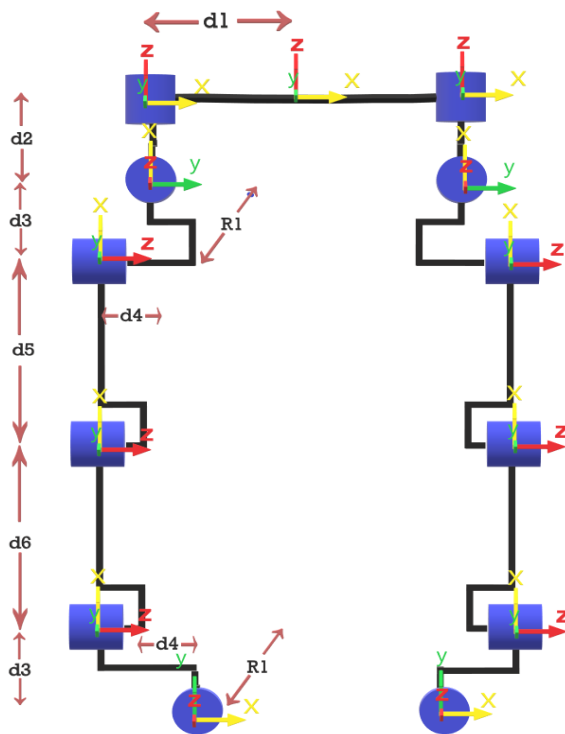 d1
z z z
y x y x y x
d2
x x
z y z y
d3
R1
x x
y z y z
d4
d5
x x
y z y z
d6
x x
y z y z
d3
d4 R1
y y
z x z x